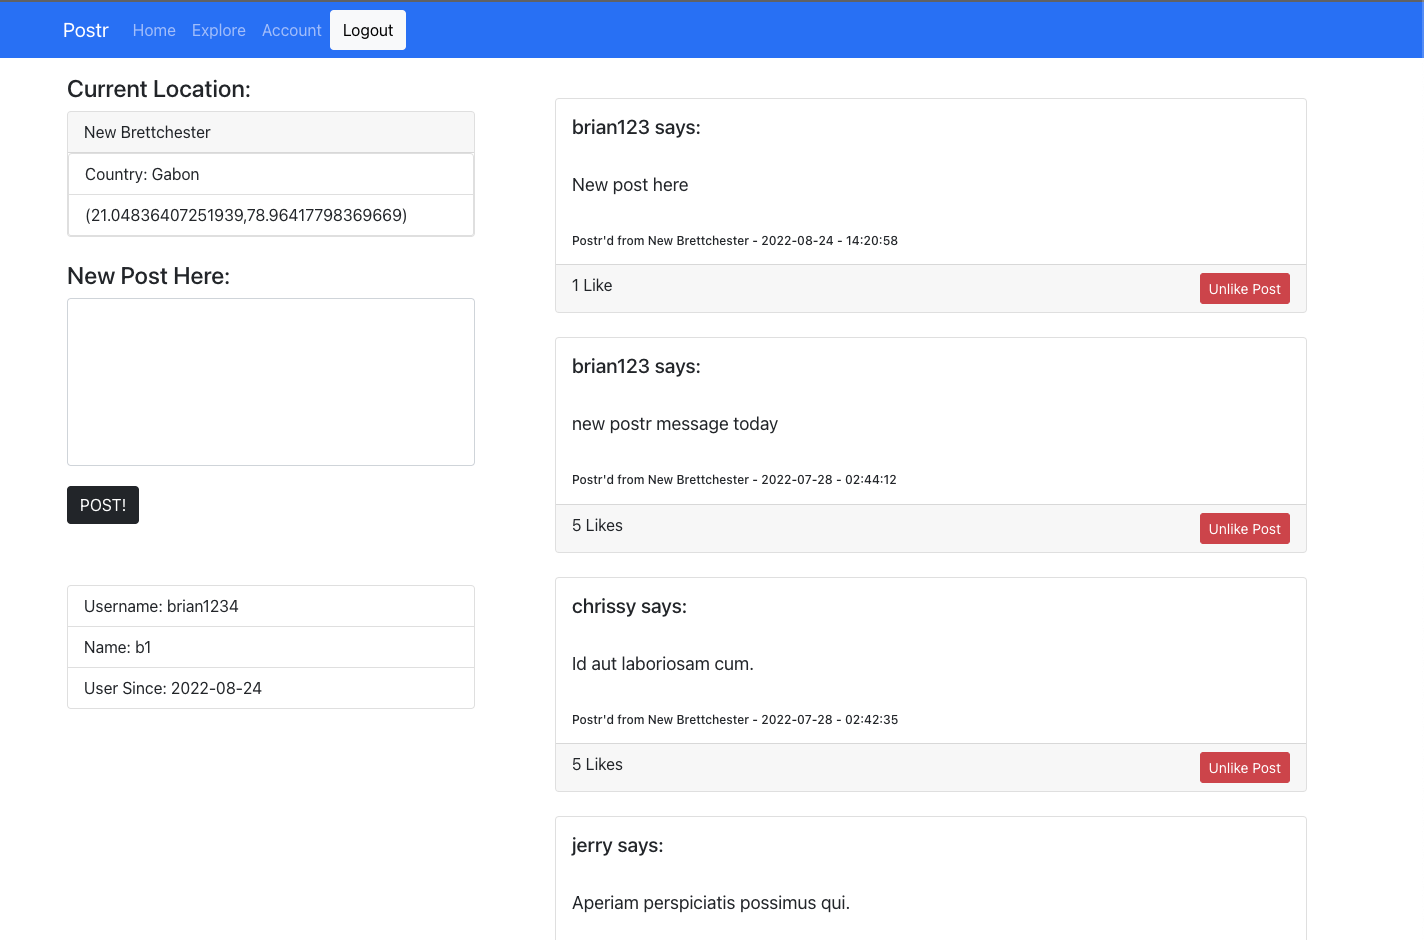 Postr Home Explore Account Logout
Current Location:
New Brettchester
Country: Gabon
(21.04836407251939,78.96417798369669)
New Post Here:
POST!
Username: brian1234
Name: b1
User Since: 2022-08-24
brian123 says:
New post here
Postr'd from New Brettchester - 2022-08-24 - 14:20:58
1 Like Unlike Post
brian123 says:
new postr message today
Postr'd from New Brettchester - 2022-07-28 - 02:44:12
5 Likes Unlike Post
chrissy says:
Id aut laboriosam cum.
Postr'd from New Brettchester - 2022-07-28 - 02:42:35
5 Likes Unlike Post
jerry says:
Aperiam perspiciatis possimus qui.